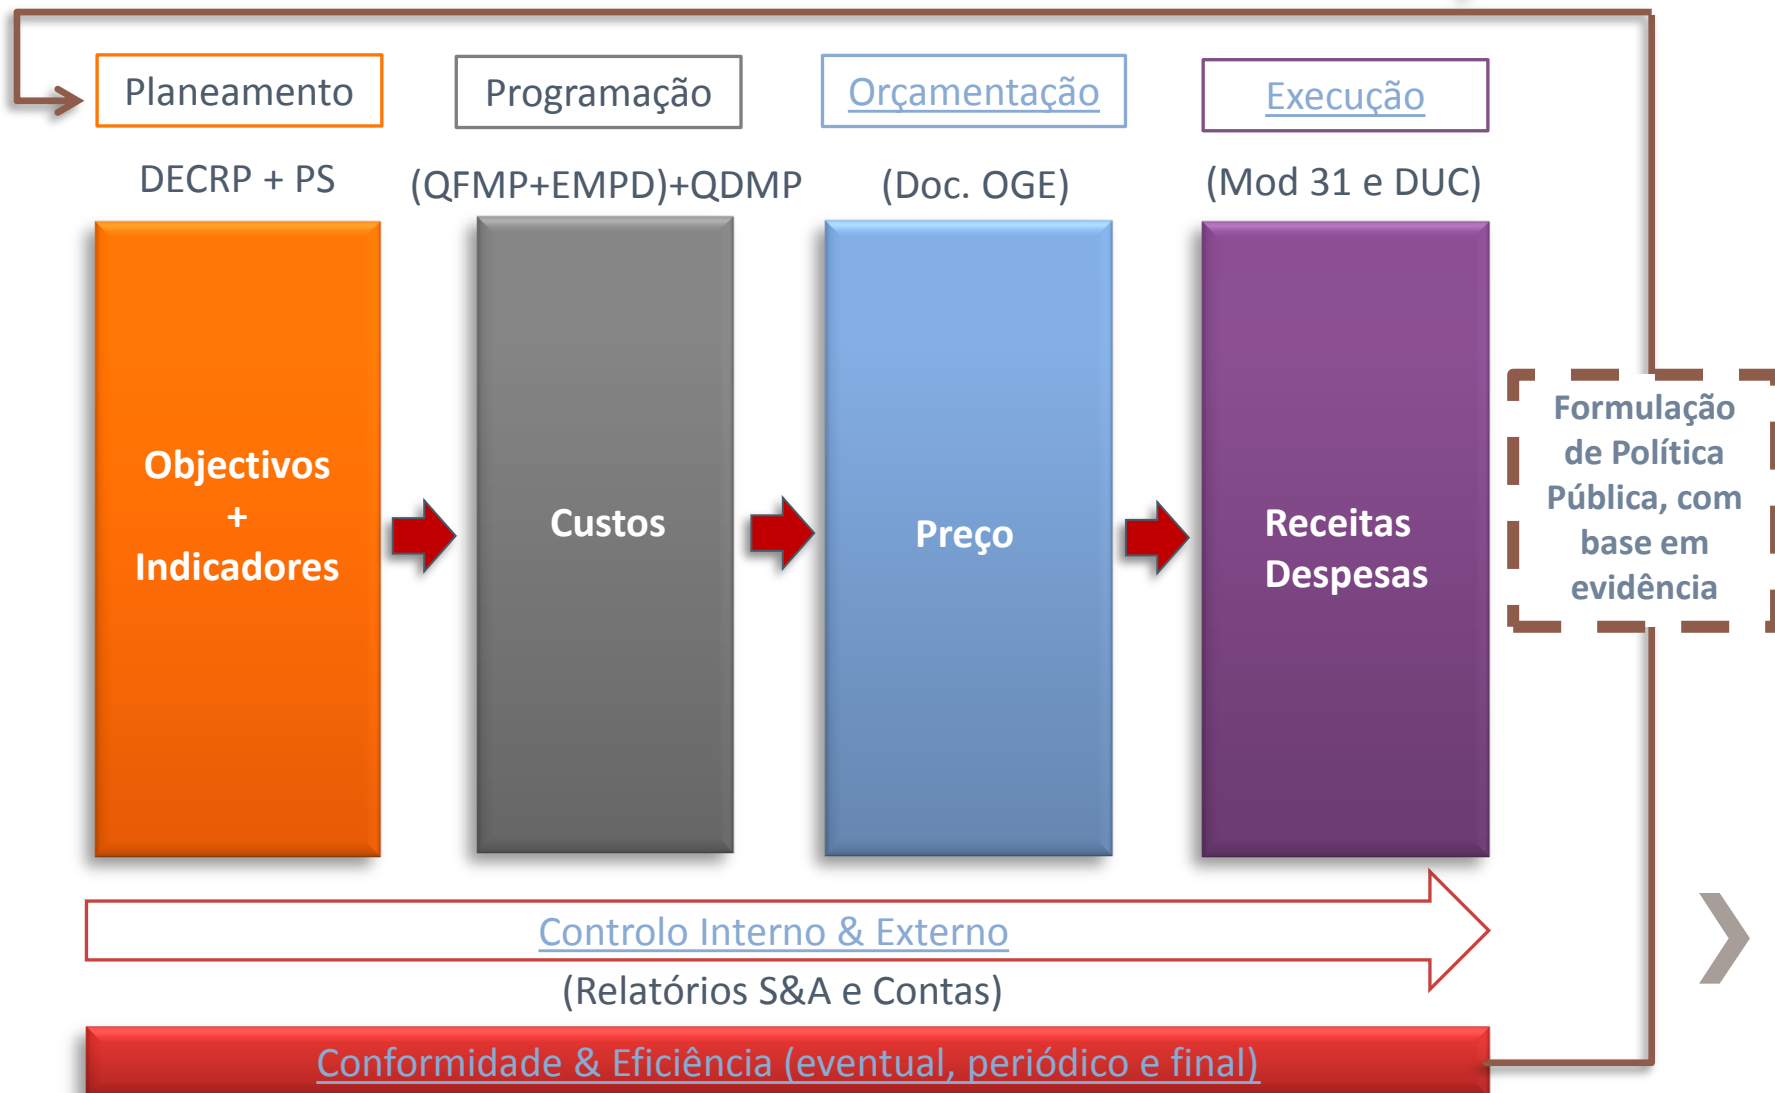 Planeamento
Programação
Orçamentação
Execução
DECRP + PS
(QFMP+EMPD)+QDMP
(Doc. OGE)
(Mod 31 e DUC)
Objectivos
+
Indicadores
Custos
Preço
Receitas
Despesas
Formulação
de Política
Pública, com
base em
evidência
Controlo Interno & Externo
(Relatórios S&A e Contas)
Conformidade & Eficiência (eventual, periódico e final)